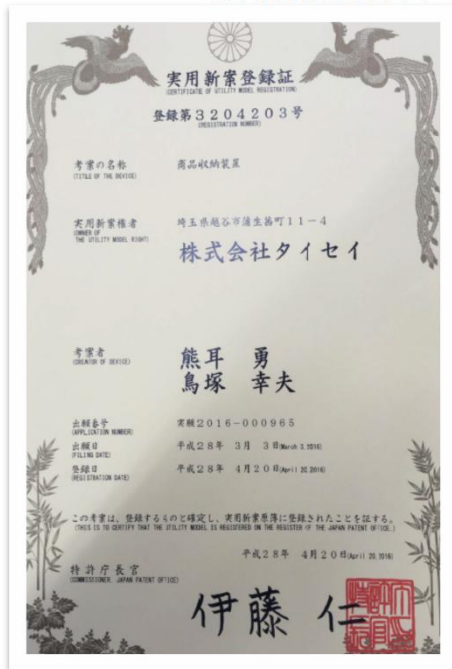 実用新案登録証
(CERTIFICATE OF UTILITY MODEL REGISTRATION)
登録第3204203号
(REGISTRATION NUMBER)
考案の名称 商品収納装置
(TITLE OF THE DEVICE)
実用新案権者 埼玉県越谷市蒲生茜町11-4
(OWNER OF THE UTILITY MODEL RIGHT)
株式会社タイセイ
考案者 熊耳 勇
(CREATOR OF DEVICE) 鳥塚 幸夫
出願番号 実願2016-000965
(APPLICATION NUMBER)
出願日 平成28年 3月 3日(March 3,2016)
(FILING DATE)
登録日 平成28年 4月20日(April 20,2016)
(REGISTRATION DATE)
この考案は、登録するものと確定し、実用新案原簿に登録されたことを証する。
(THIS IS TO CERTIFY THAT THE UTILITY MODEL IS REGISTERED ON THE REGISTER OF THE JAPAN PATENT OFFICE.)
平成28年 4月20日(April 20,2016)
特許庁長官
(COMMISSIONER, JAPAN PATENT OFFICE)
伊藤 仁